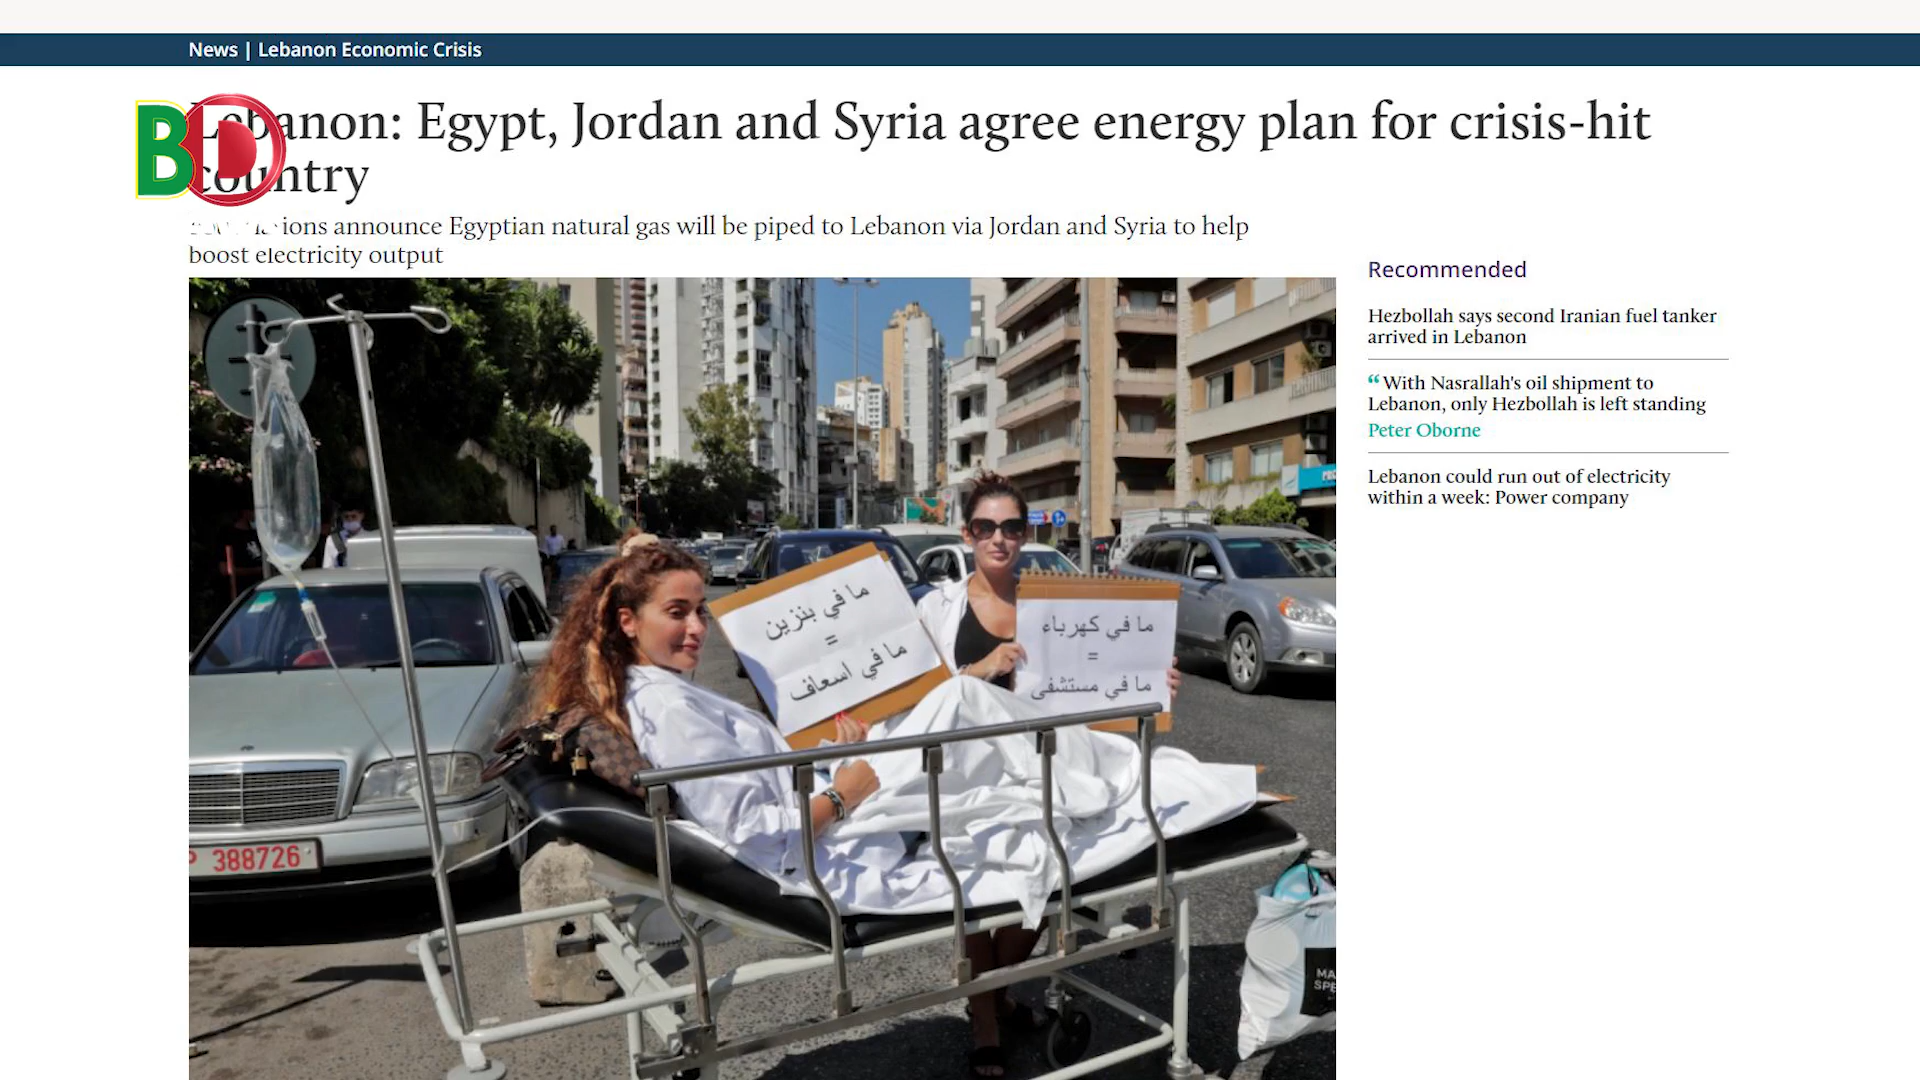 News | Lebanon Economic Crisis
BD
Lebanon: Egypt, Jordan and Syria agree energy plan for crisis-hit
country
announce Egyptian natural gas will be piped to Lebanon via Jordan and Syria to help
boost electricity output
Recommended
Hezbollah says second Iranian fuel tanker
arrived in Lebanon
“With Nasrallah's oil shipment to
Lebanon, only Hezbollah is left standing
Peter Oborne
Lebanon could run out of electricity
within a week: Power company
ما في بنزين
=
ما في اسعاف
ما في كهرباء
=
ما في مستشفى
388726